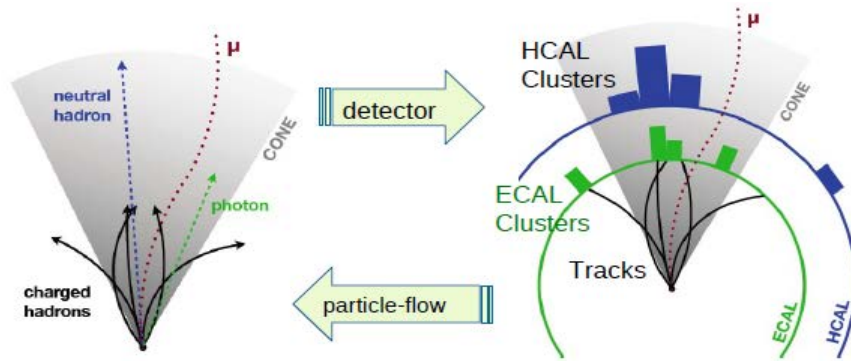 μ
neutral
hadron
CONE
photon
charged
hadrons
detector
particle-flow
HCAL
Clusters
μ
CONE
ECAL
Clusters
Tracks
ECAL
HCAL